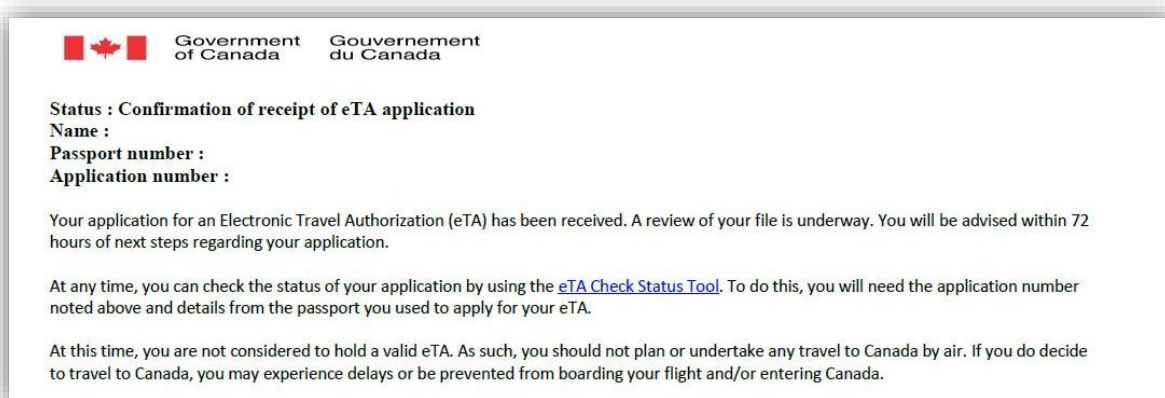 Government Gouvernement
of Canada du Canada
Status : Confirmation of receipt of eTA application
Name :
Passport number :
Application number :
Your application for an Electronic Travel Authorization (eTA) has been received. A review of your file is underway. You will be advised within 72
hours of next steps regarding your application.
At any time, you can check the status of your application by using the eTA Check Status Tool. To do this, you will need the application number
noted above and details from the passport you used to apply for your eTA.
At this time, you are not considered to hold a valid eTA. As such, you should not plan or undertake any travel to Canada by air. If you do decide
to travel to Canada, you may experience delays or be prevented from boarding your flight and/or entering Canada.